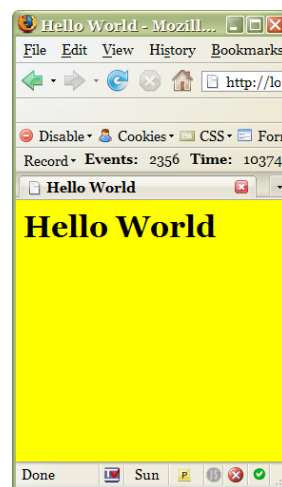 Hello World - Mozill...
File Edit View History Bookmarks
http://lo
Disable Cookies CSS For
Record Events: 2356 Time: 10374
Hello World
Hello World
Done Sun P